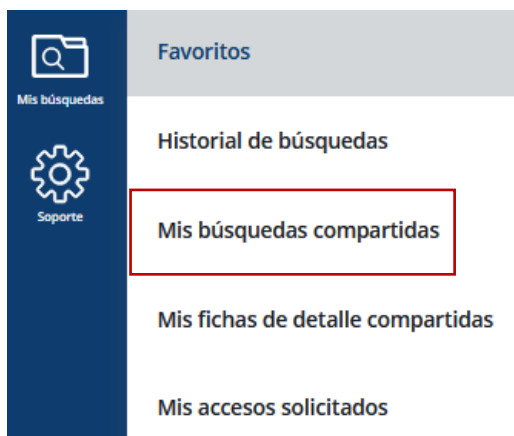 Mis búsquedas
Soporte
Favoritos
Historial de búsquedas
Mis búsquedas compartidas
Mis fichas de detalle compartidas
Mis accesos solicitados